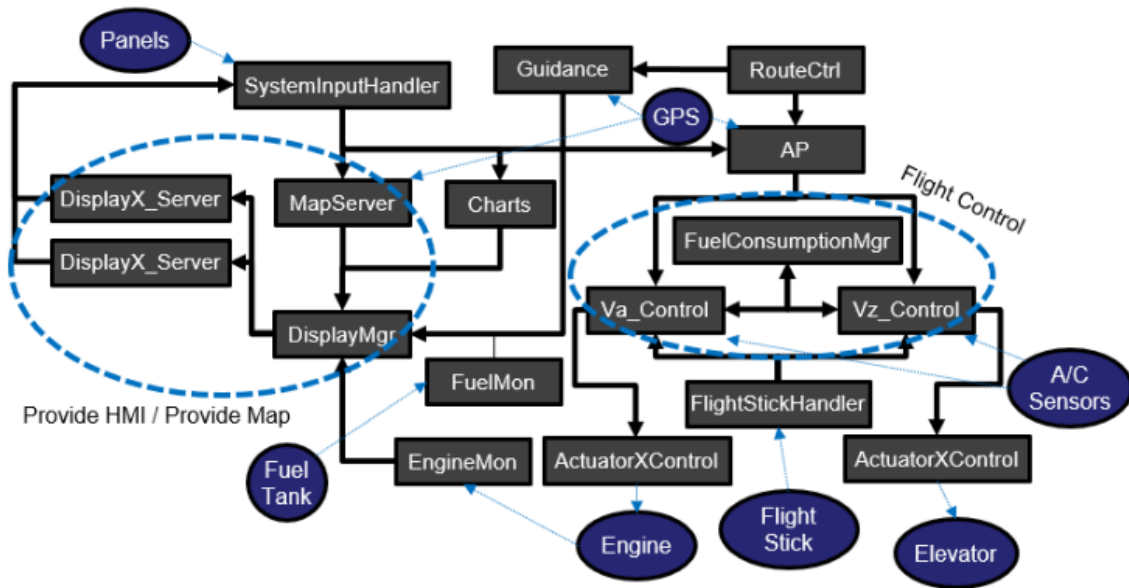 Panels
SystemInputHandler
Guidance
RouteCtrl
GPS
AP
DisplayX_Server
MapServer
Charts
Flight Control
FuelConsumptionMgr
DisplayX_Server
Va_Control
Vz_Control
DisplayMgr
FuelMon
FlightStickHandler
A/C
Sensors
Provide HMI / Provide Map
Fuel
Tank
EngineMon
ActuatorXControl
ActuatorXControl
Engine
Flight
Stick
Elevator